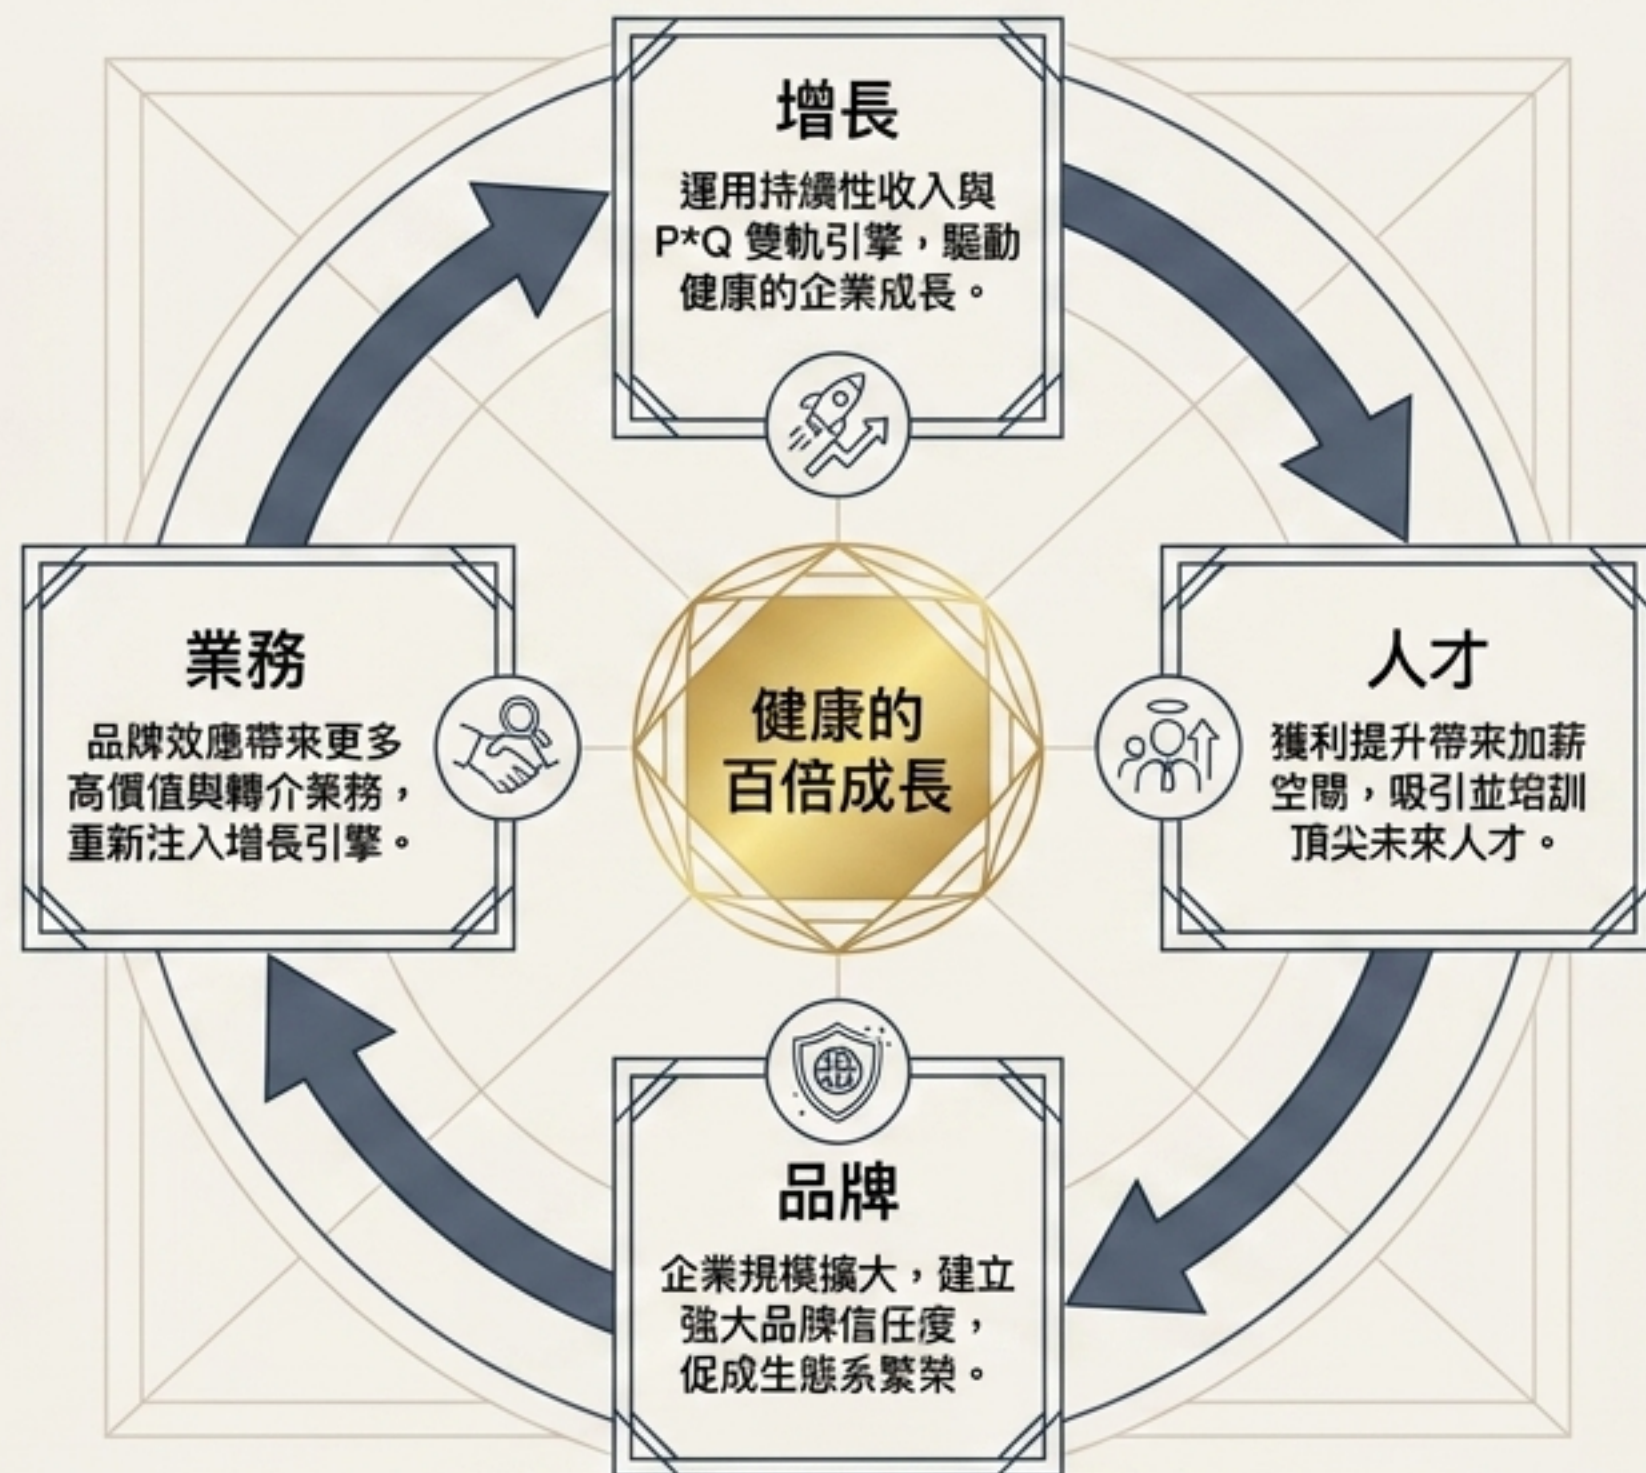 增長
運用持續性收入與
P*Q 雙軌引擎，驅動
健康的企業成長。
業務
品牌效應帶來更多
高價值與轉介業務，
重新注入增長引擎。
健康的
百倍成長
人才
獲利提升帶來加薪
空間，吸引並培訓
頂尖未來人才。
品牌
企業規模擴大，建立
強大品牌信任度，
促成生態系繁榮。